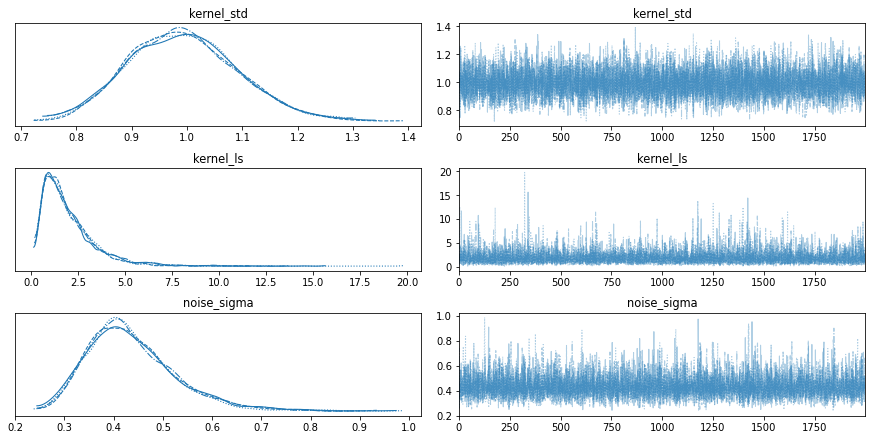 kernel_std kernel_std
1.4
1.2
1.0
0.8
0.7 0.8 0.9 1.0 1.1 1.2 1.3 1.4 0 250 500 750 1000 1250 1500 1750
kernel_ls kernel_ls
20
15
10
5
0
0.0 2.5 5.0 7.5 10.0 12.5 15.0 17.5 20.0 0 250 500 750 1000 1250 1500 1750
noise_sigma noise_sigma
1.0
0.8
0.6
0.4
0.2
0.2 0.3 0.4 0.5 0.6 0.7 0.8 0.9 1.0 0 250 500 750 1000 1250 1500 1750